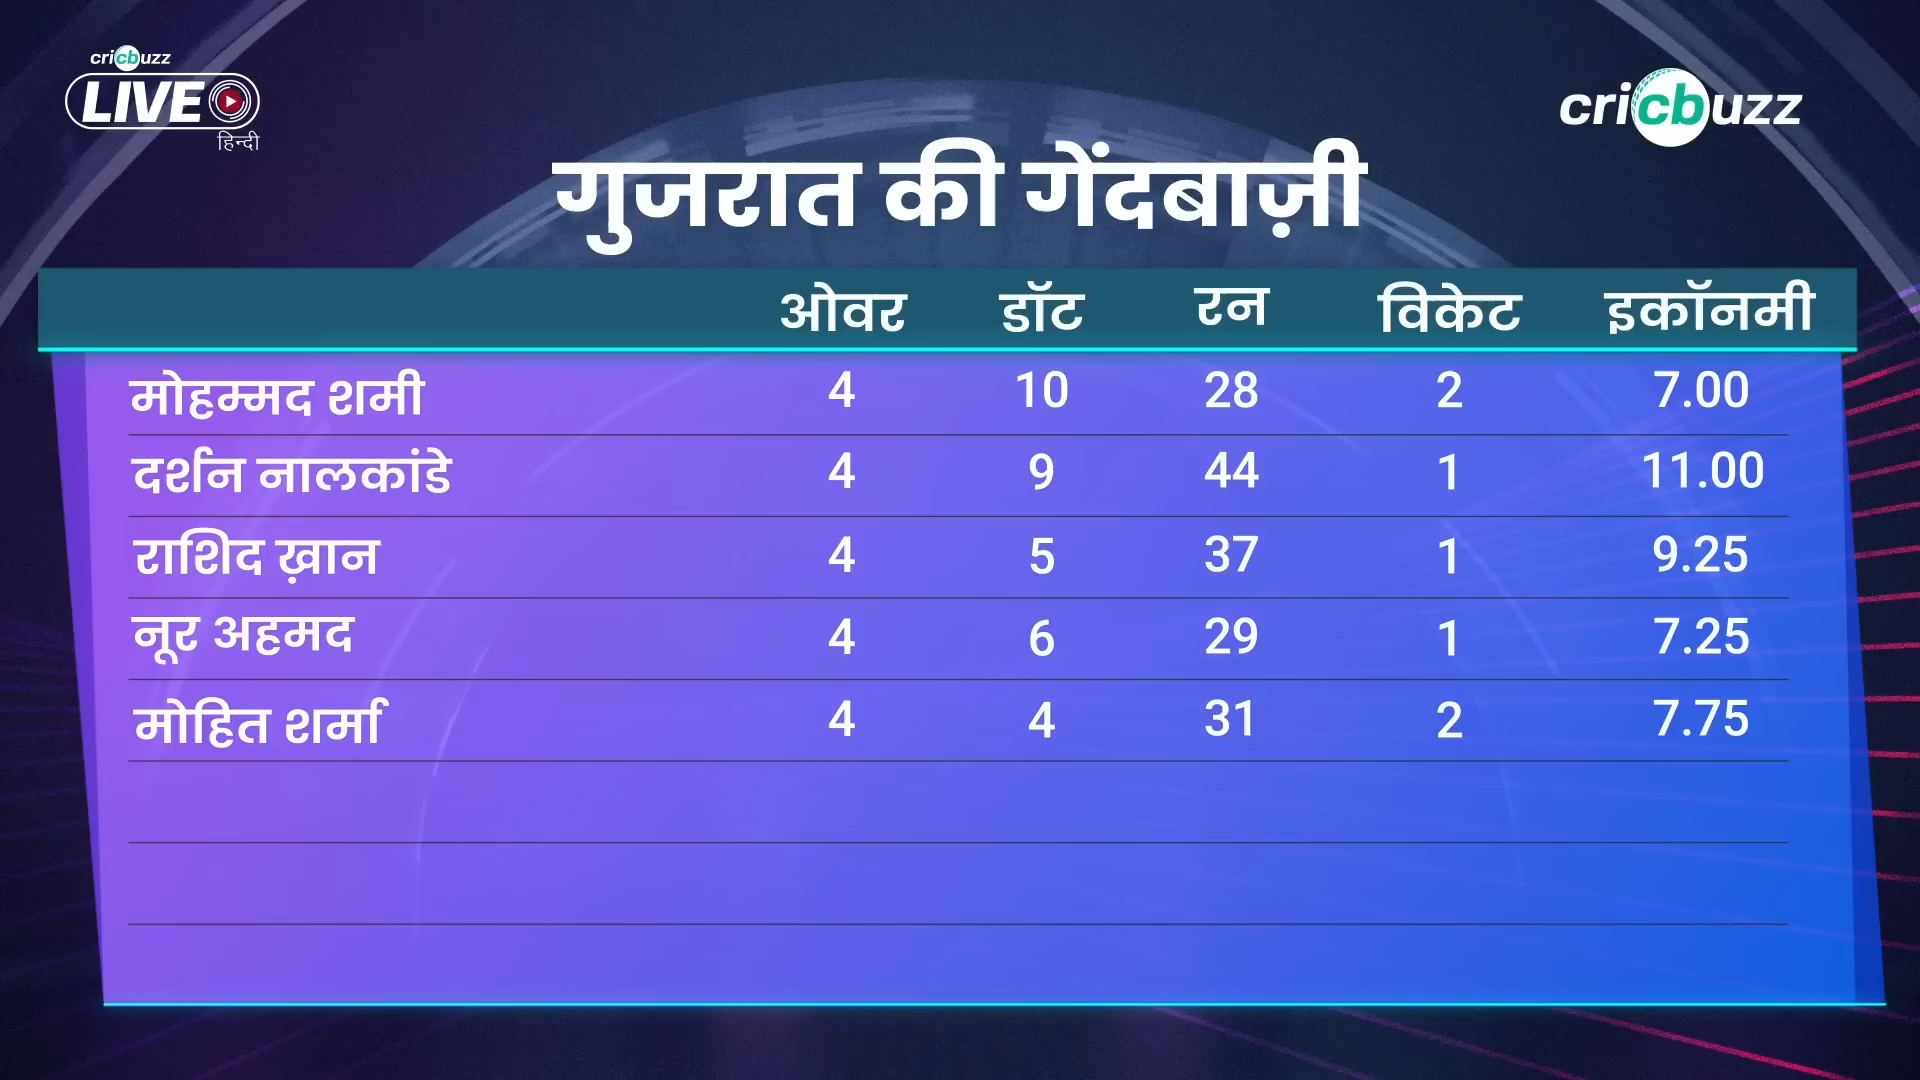 cricbuzz
LIVE
हिन्दी
cricbuzz
गुजरात की गेंदबाज़ी
ओवर डॉट रन विकेट इकॉनमी
मोहम्मद शमी 4 10 28 2 7.00
दर्शन नालकांडे 4 9 44 1 11.00
राशिद ख़ान 4 5 37 1 9.25
नूर अहमद 4 6 29 1 7.25
मोहित शर्मा 4 4 31 2 7.75